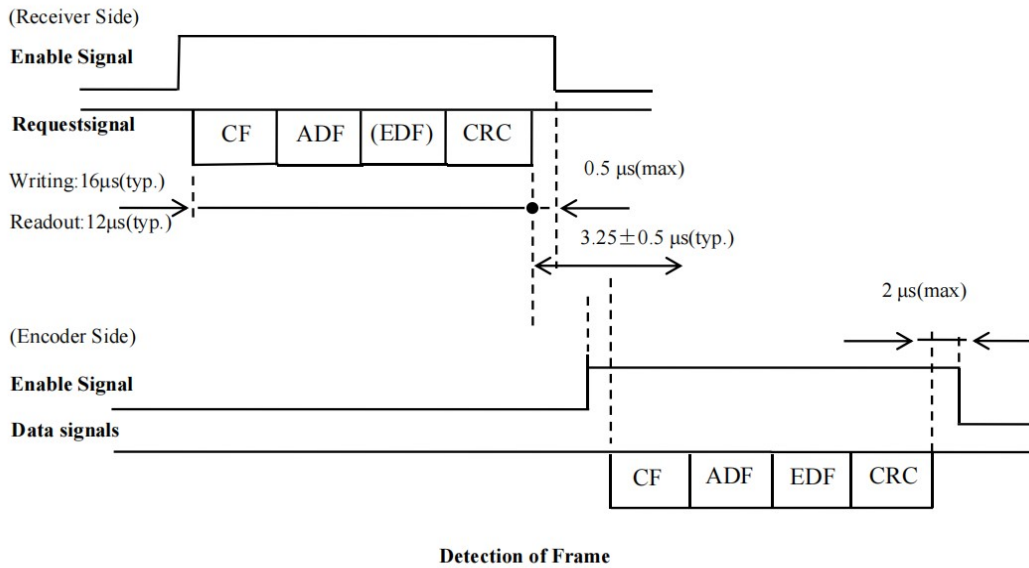 (Receiver Side)
Enable Signal
Requestsignal
CF ADF (EDF) CRC
Writing:16μs(typ.)
0.5 μs(max)
Readout:12μs(typ.)
3.25±0.5 μs(typ.)
2 μs(max)
(Encoder Side)
Enable Signal
Data signals
CF ADF EDF CRC
Detection of Frame